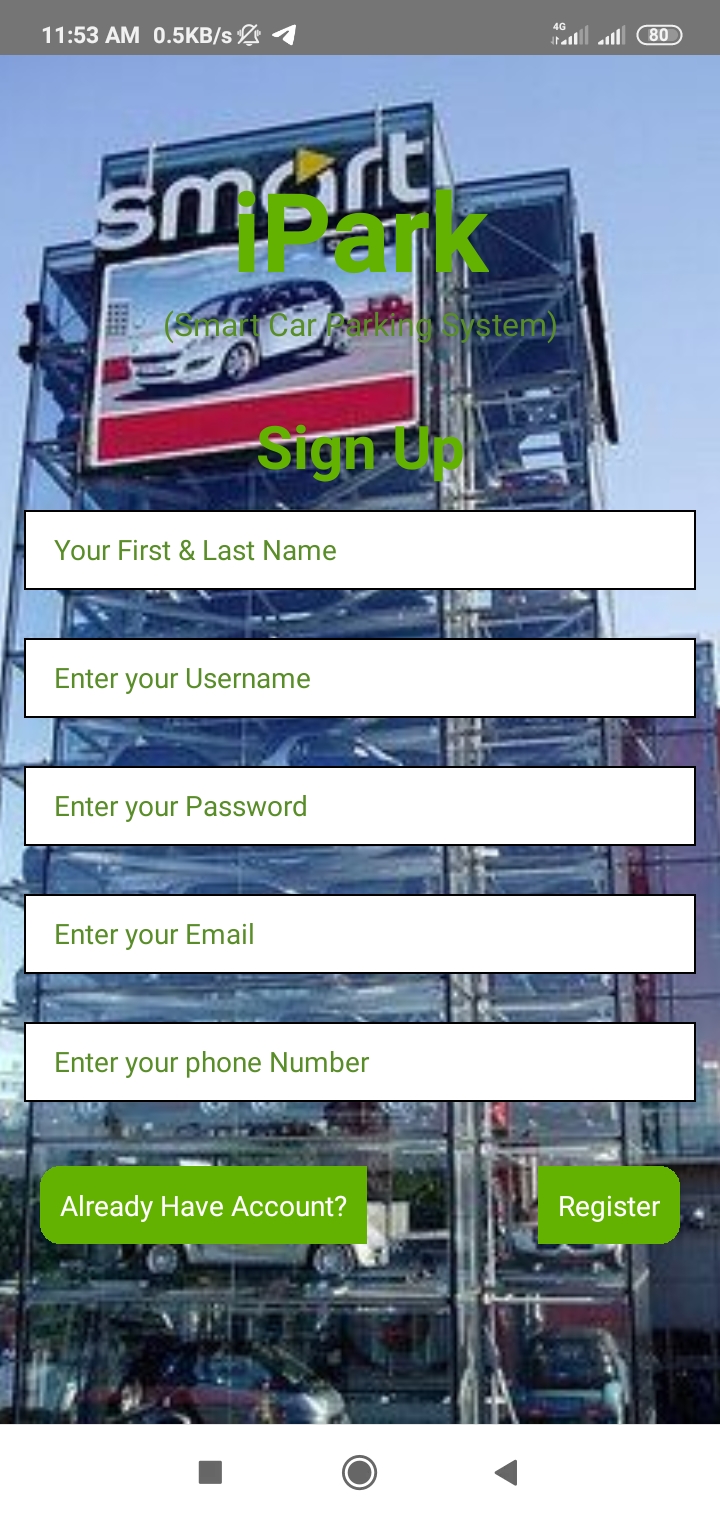 11:53 AM 0.5KB/s 4G 80
smart
iPark
(Smart Car Parking System)
Sign Up
Your First & Last Name
Enter your Username
Enter your Password
Enter your Email
Enter your phone Number
Already Have Account? Register